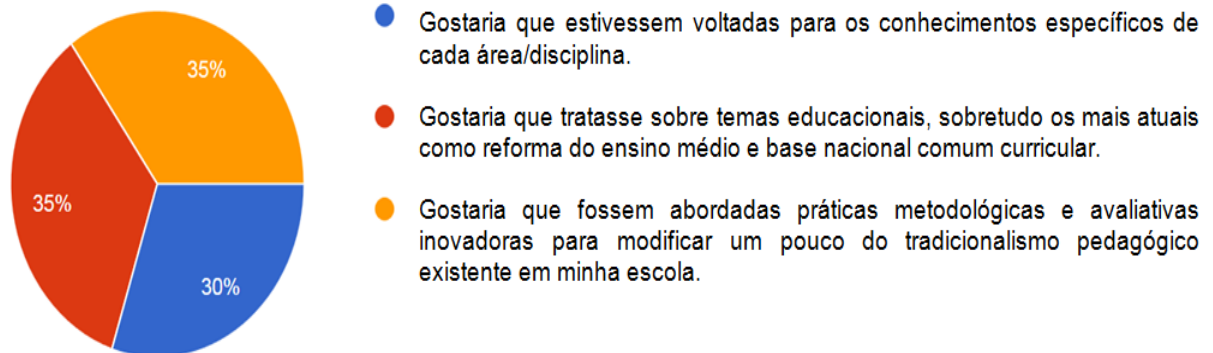 35%
35%
30%
Gostaria que estivessem voltadas para os conhecimentos específicos de
cada área/disciplina.
Gostaria que tratasse sobre temas educacionais, sobretudo os mais atuais
como reforma do ensino médio e base nacional comum curricular.
Gostaria que fossem abordadas práticas metodológicas e avaliativas
inovadoras para modificar um pouco do tradicionalismo pedagógico
existente em minha escola.